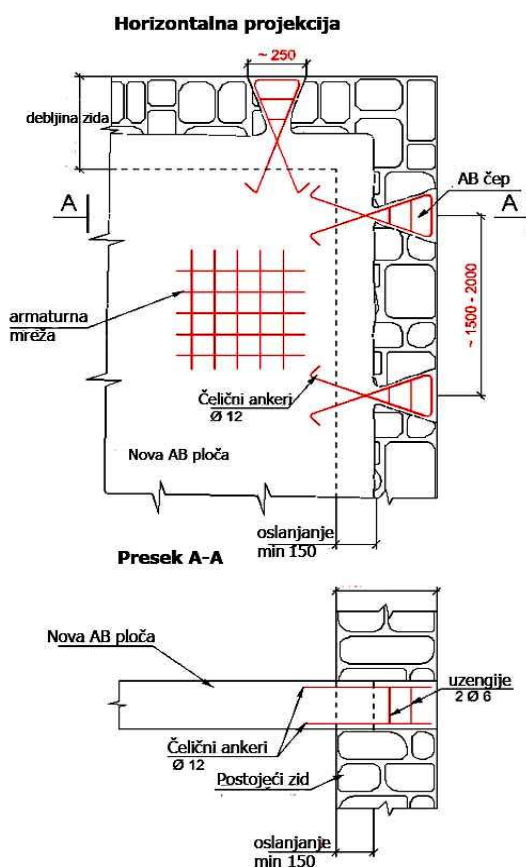 Horizontalna projekcija
~ 250
debljina zida
AB čep
A
A
~ 1500 - 2000
armaturna
mreža
Čelični ankeri
Ø 12
Nova AB ploča
oslanjanje
min 150
Presek A-A
Nova AB ploča
uzengije
2 Ø 6
Čelični ankeri
Ø 12
Postojeći zid
oslanjanje
min 150